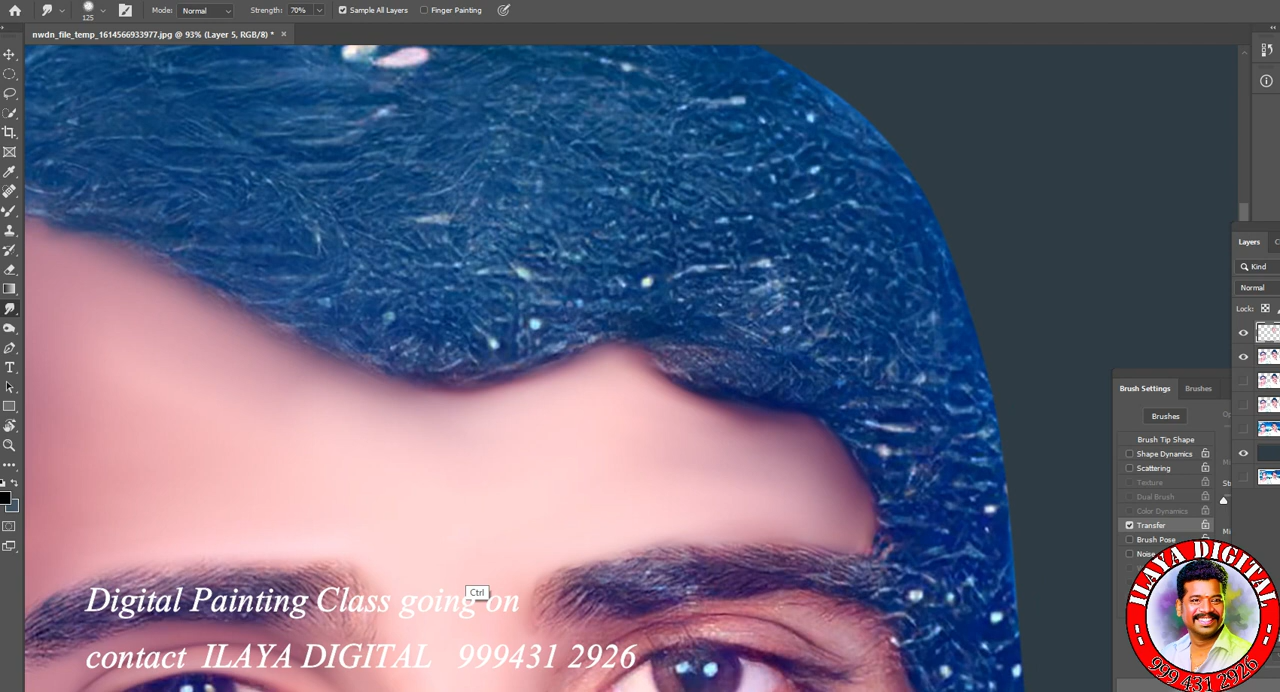 125
Mode: Normal
Strength: 70%
Sample All Layers
Finger Painting
nwdn_file_temp_1614566933977.jpg @ 93% (Layer 5, RGB/8) *
Layers
Kind
Normal
Lock:
Brush Settings
Brushes
Brushes
Brush Tip Shape
Shape Dynamics
Scattering
Texture
Dual Brush
Color Dynamics
Transfer
Brush Pose
Noise
Ctrl
Digital Painting Class going on
contact ILAYA DIGITAL 999431 2926
ILAYA DIGITAL
999 431 2926